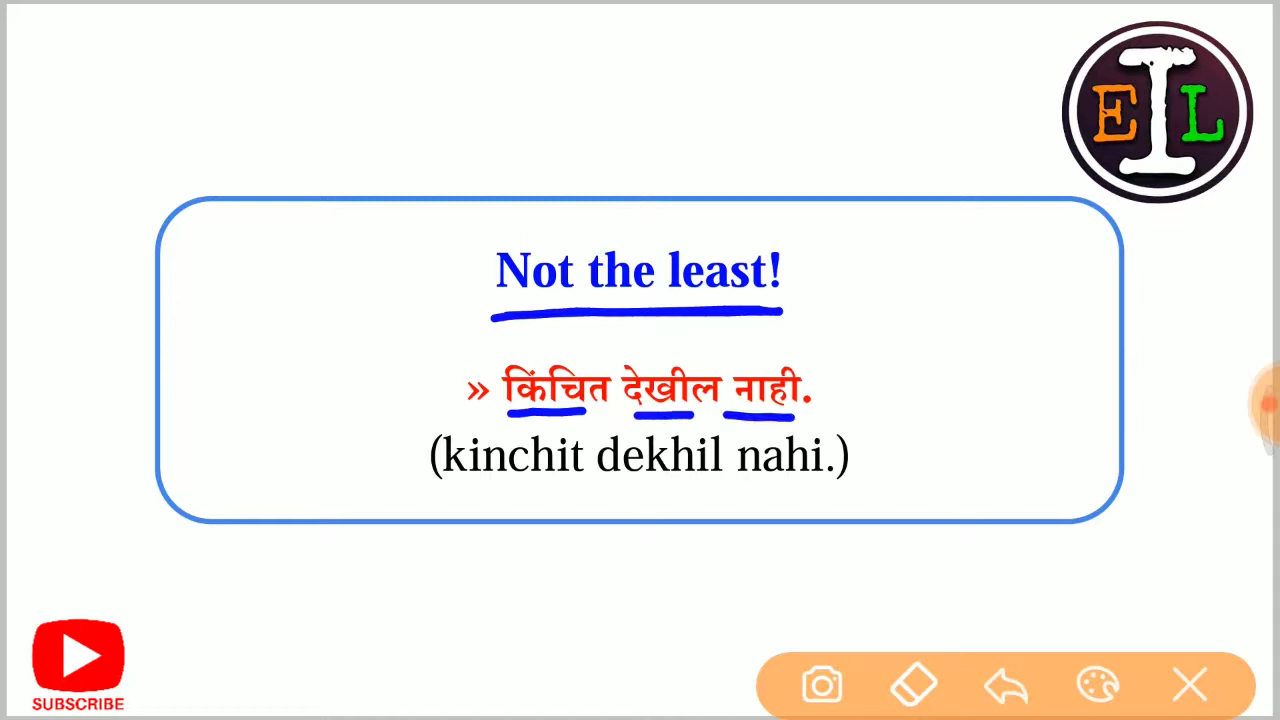 EIL
Not the least!
» किंचित देखील नाही.
(kinchit dekhil nahi.)
SUBSCRIBE